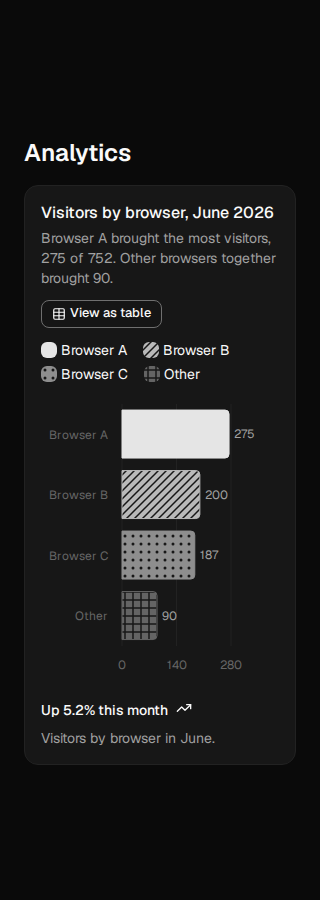 Analytics
Visitors by browser, June 2026
Browser A brought the most visitors,
275 of 752. Other browsers together
brought 90.
View as table
Browser A
Browser B
Browser C
Other
Browser A
275
Browser B
200
Browser C
187
Other
90
0
140
280
Up 5.2% this month
Visitors by browser in June.